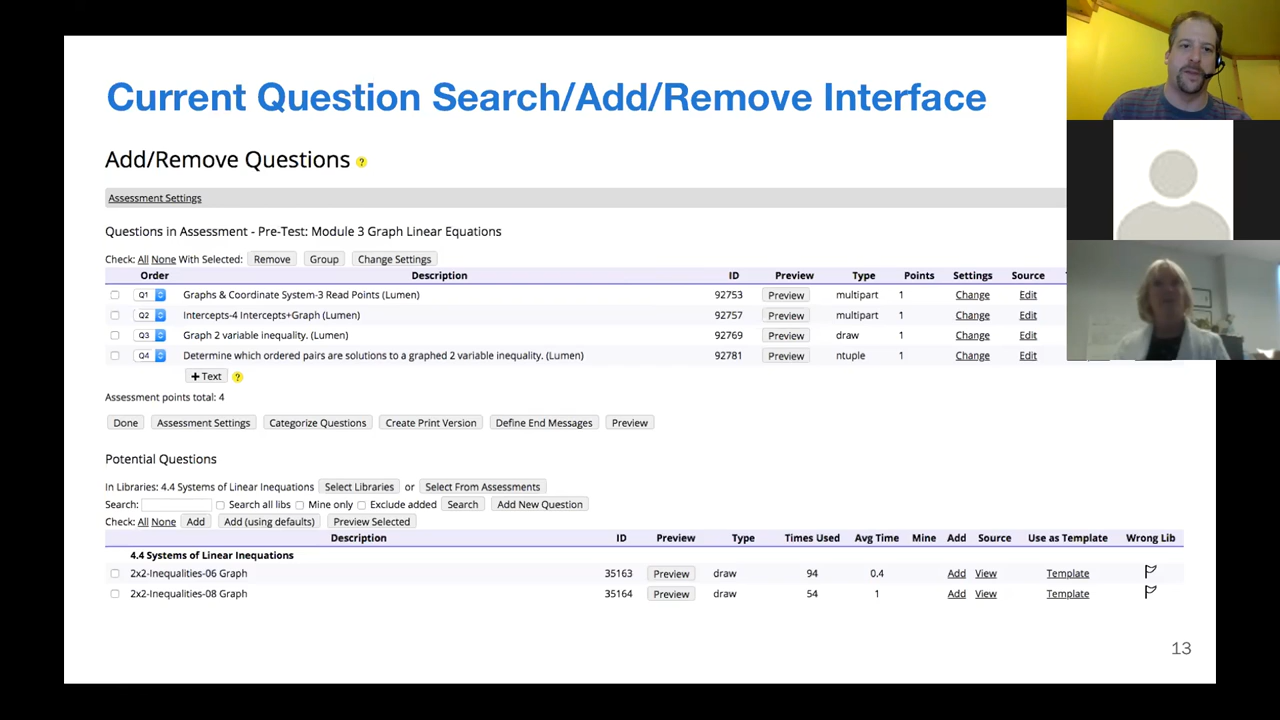 Current Question Search/Add/Remove Interface
Add/Remove Questions ?
Assessment Settings
Questions in Assessment - Pre-Test: Module 3 Graph Linear Equations
Check: All None With Selected: Remove Group Change Settings
Order Description ID Preview Type Points Settings Source
Q1 Graphs & Coordinate System-3 Read Points (Lumen) 92753 Preview multipart 1 Change Edit
Q2 Intercepts-4 Intercepts+Graph (Lumen) 92757 Preview multipart 1 Change Edit
Q3 Graph 2 variable inequality. (Lumen) 92769 Preview draw 1 Change Edit
Q4 Determine which ordered pairs are solutions to a graphed 2 variable inequality. (Lumen) 92781 Preview ntuple 1 Change Edit
+ Text ?
Assessment points total: 4
Done Assessment Settings Categorize Questions Create Print Version Define End Messages Preview
Potential Questions
In Libraries: 4.4 Systems of Linear Inequations Select Libraries or Select From Assessments
Search: Search all libs Mine only Exclude added Search Add New Question
Check: All None Add Add (using defaults) Preview Selected
Description ID Preview Type Times Used Avg Time Mine Add Source Use as Template Wrong Lib
4.4 Systems of Linear Inequations
2x2-Inequalities-06 Graph 35163 Preview draw 94 0.4 Add View Template
2x2-Inequalities-08 Graph 35164 Preview draw 54 1 Add View Template
13